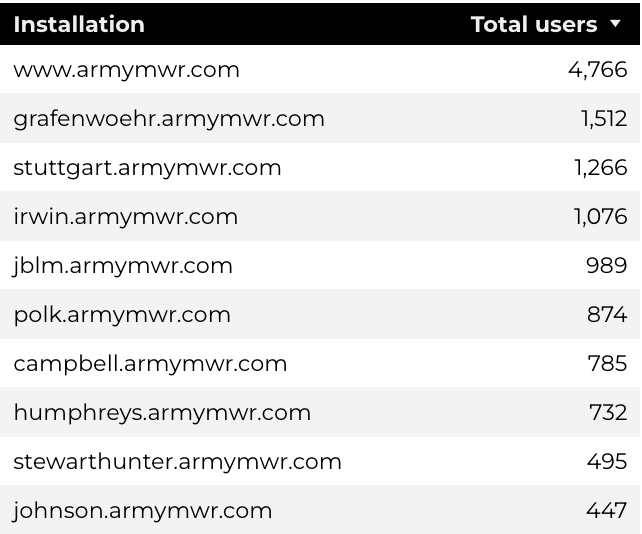 Installation Total users ▼
www.armymwr.com 4,766
grafenwoehr.armymwr.com 1,512
stuttgart.armymwr.com 1,266
irwin.armymwr.com 1,076
jblm.armymwr.com 989
polk.armymwr.com 874
campbell.armymwr.com 785
humphreys.armymwr.com 732
stewarthunter.armymwr.com 495
johnson.armymwr.com 447